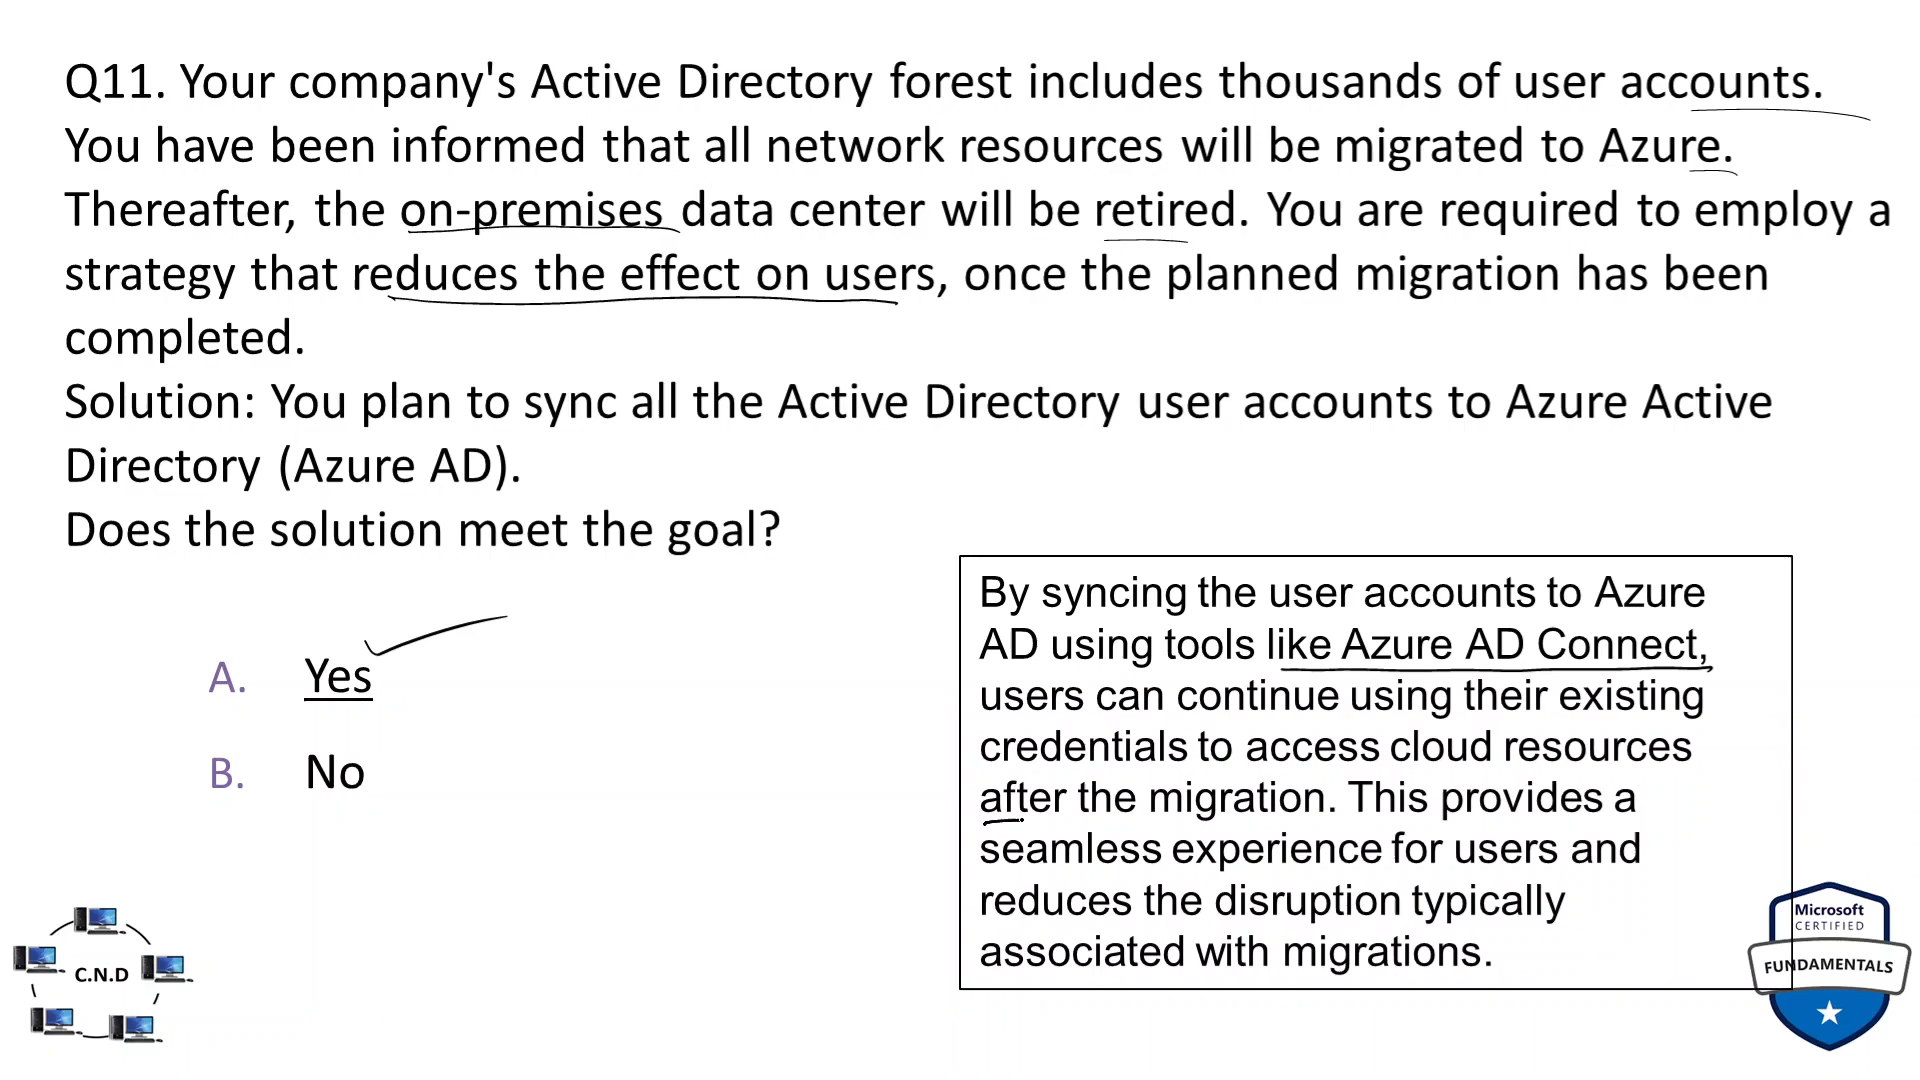 Q11. Your company's Active Directory forest includes thousands of user accounts.
You have been informed that all network resources will be migrated to Azure.
Thereafter, the on-premises data center will be retired. You are required to employ a
strategy that reduces the effect on users, once the planned migration has been
completed.
Solution: You plan to sync all the Active Directory user accounts to Azure Active
Directory (Azure AD).
Does the solution meet the goal?
A. Yes
B. No
By syncing the user accounts to Azure
AD using tools like Azure AD Connect,
users can continue using their existing
credentials to access cloud resources
after the migration. This provides a
seamless experience for users and
reduces the disruption typically
associated with migrations.
C.N.D
Microsoft
CERTIFIED
FUNDAMENTALS